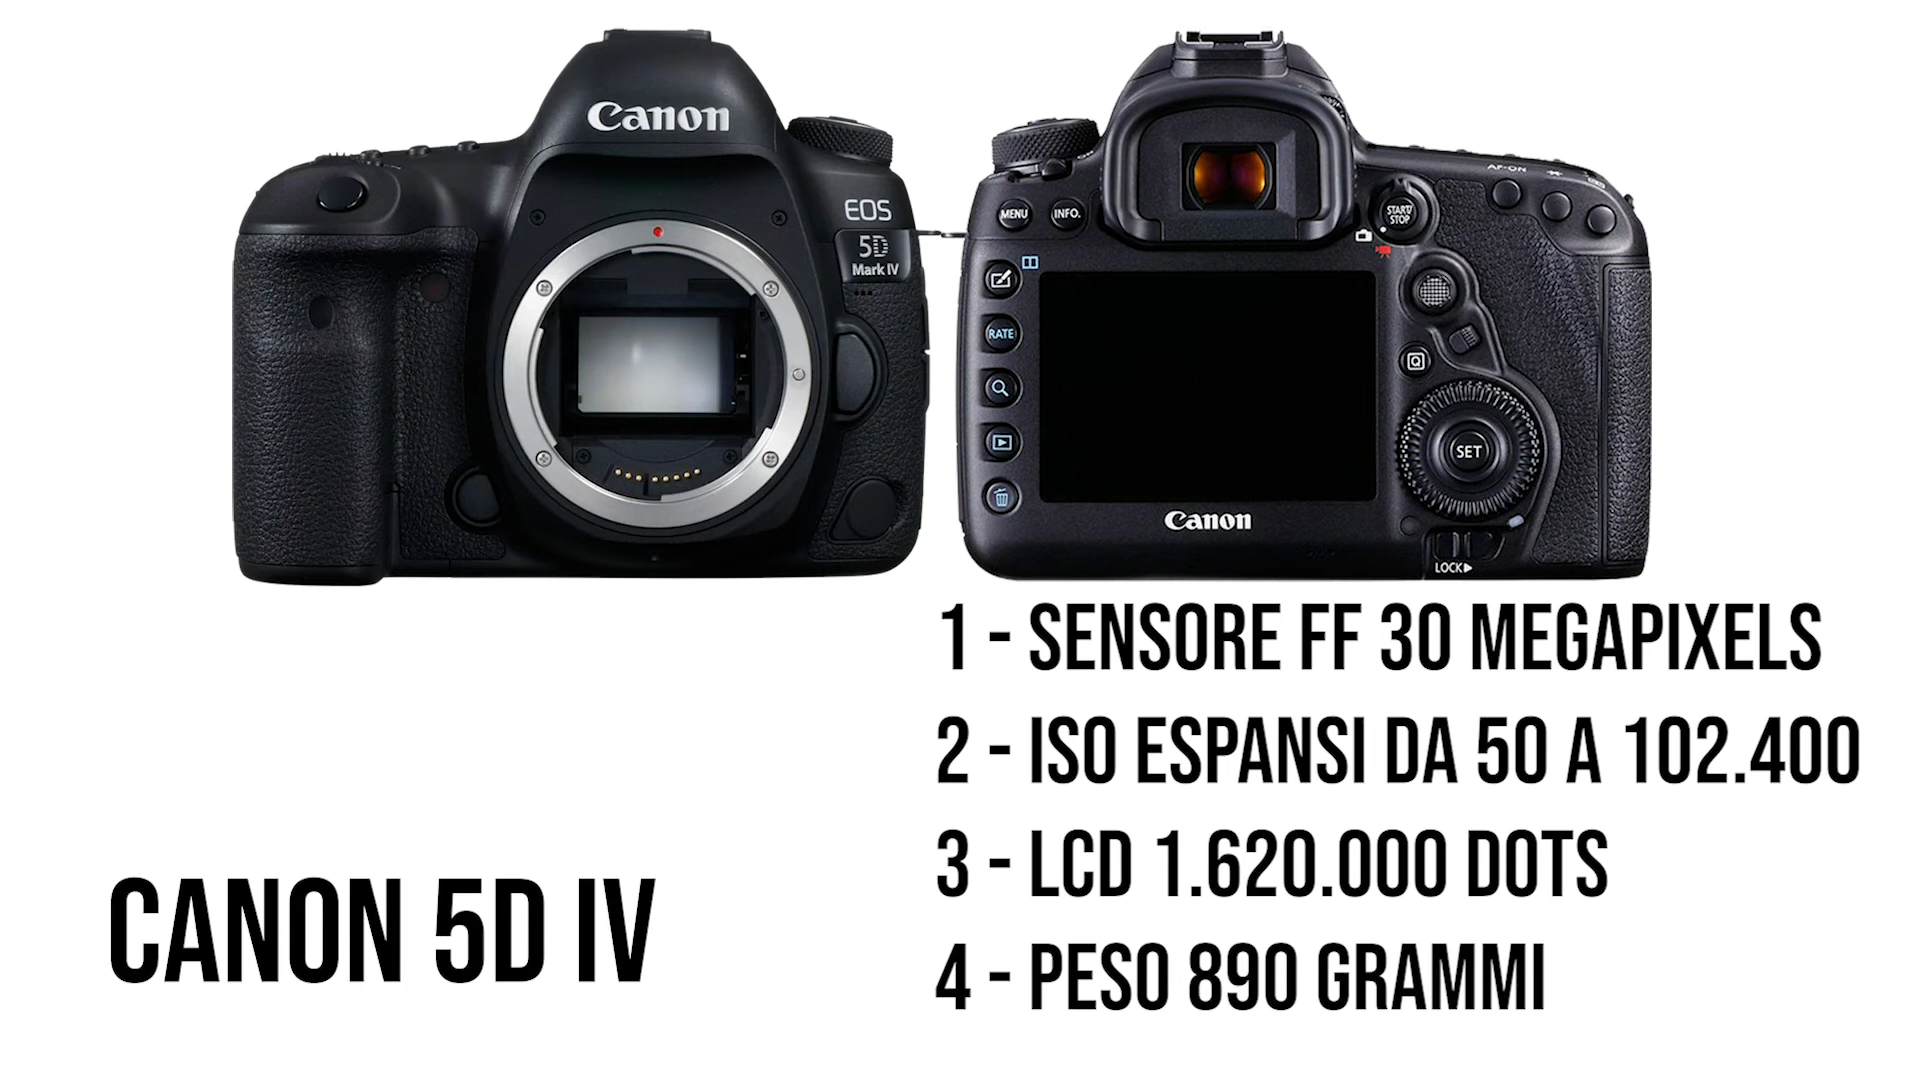 Canon
EOS
5D
Mark IV
MENU
INFO.
AF-ON
START/
STOP
RATE
Q
SET
Canon
LOCK
1 - SENSORE FF 30 MEGAPIXELS
2 - ISO ESPANSI DA 50 A 102.400
3 - LCD 1.620.000 DOTS
4 - PESO 890 GRAMMI
CANON 5D IV